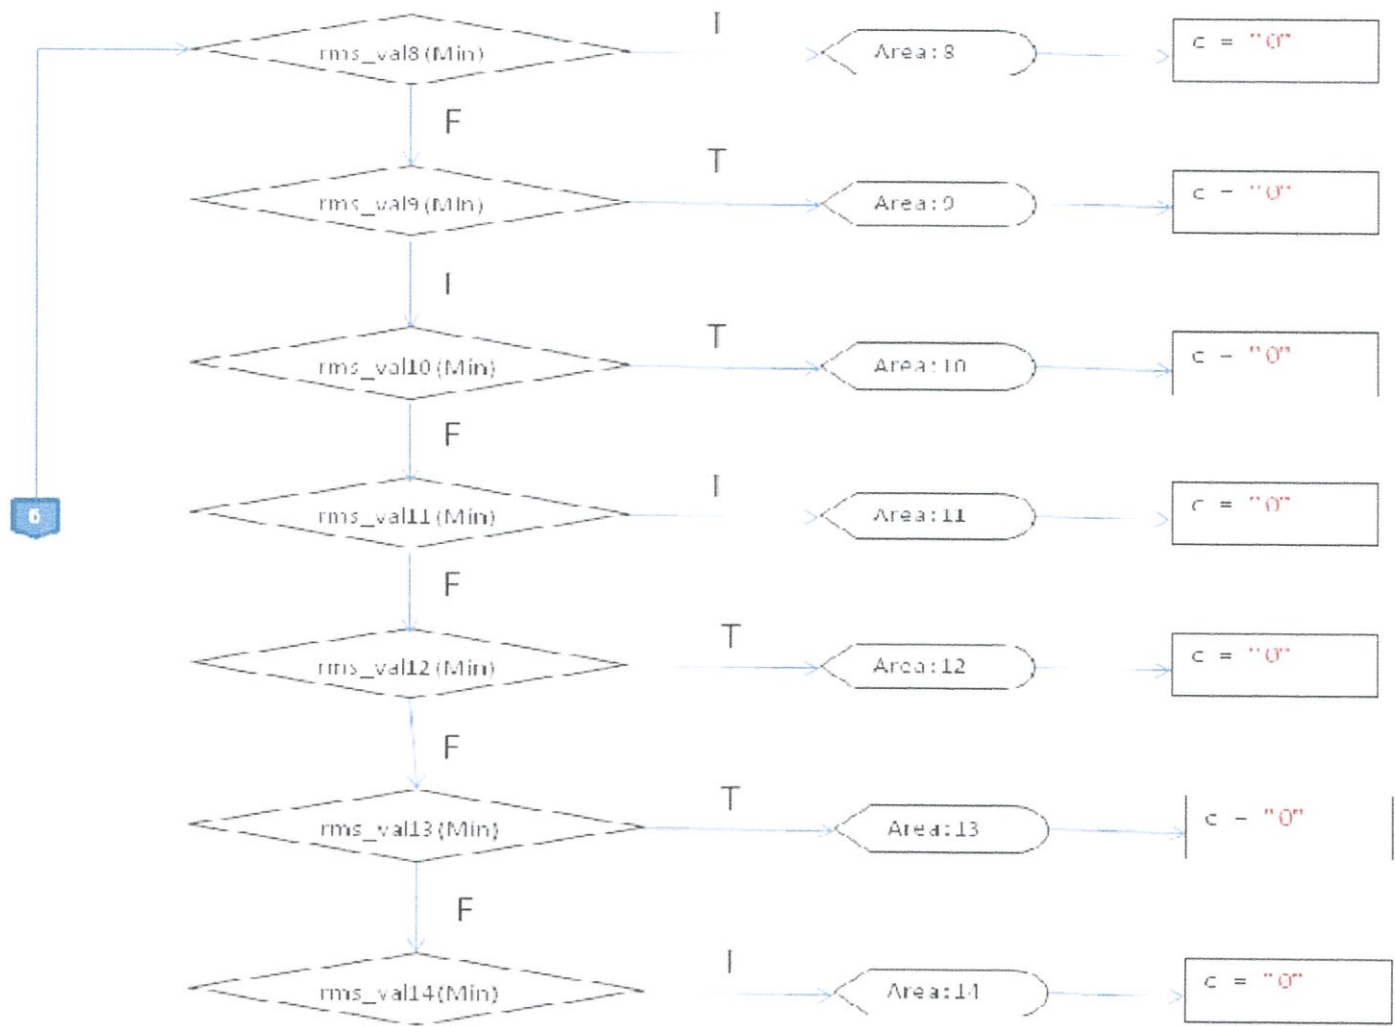 I
rms_val8(Min)
Area:8
c = "0"
F
T
rms_val9(Min)
Area:9
c - "0"
I
T
rms_val10(Min)
Area:10
c - "0"
F
I
6
rms_val11(Min)
Area:11
c = "0"
F
T
rms_val12(Min)
Area:12
c = "0"
F
T
rms_val13(Min)
Area:13
c - "0"
F
I
rms_val14(Min)
Area:14
c = "0"